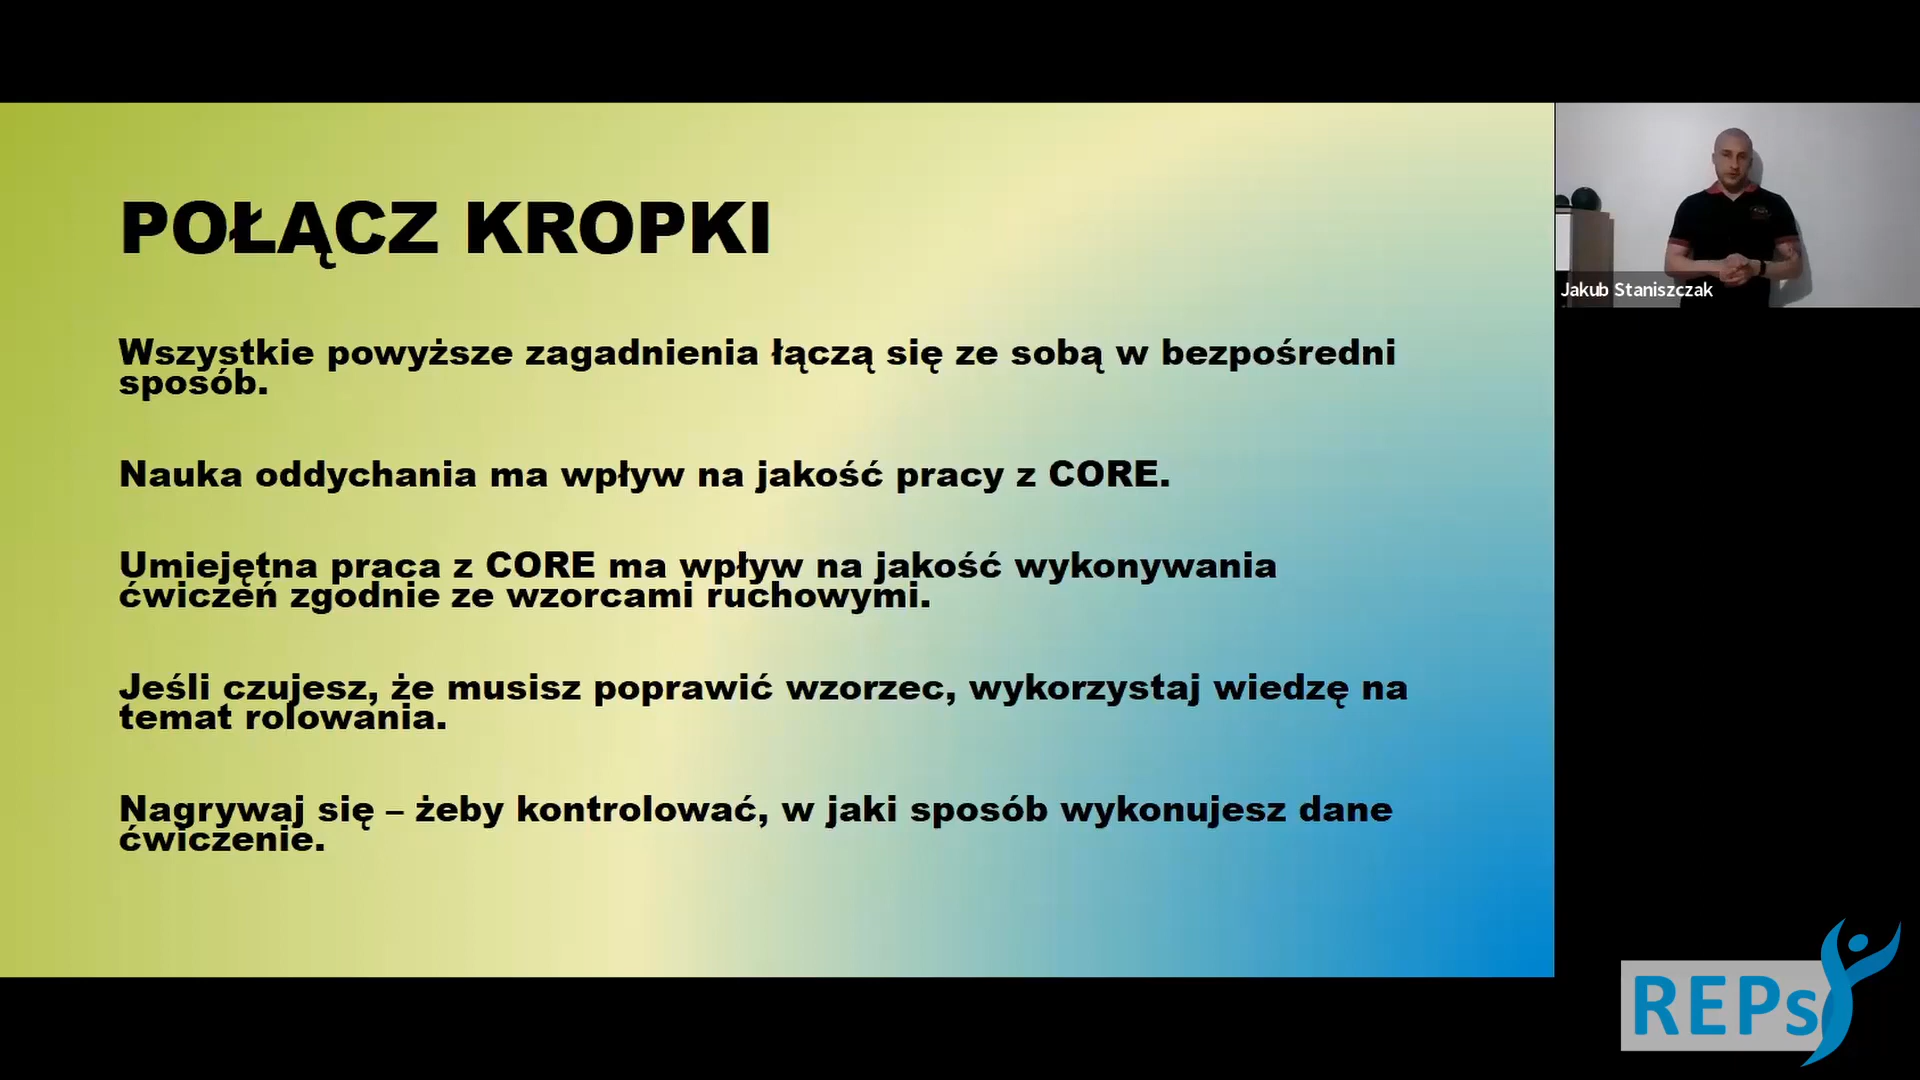 POŁĄCZ KROPKI
Wszystkie powyższe zagadnienia łączą się ze sobą w bezpośredni
sposób.
Nauka oddychania ma wpływ na jakość pracy z CORE.
Umiejętna praca z CORE ma wpływ na jakość wykonywania
ćwiczeń zgodnie ze wzorcami ruchowymi.
Jeśli czujesz, że musisz poprawić wzorzec, wykorzystaj wiedzę na
temat rolowania.
Nagrywaj się – żeby kontrolować, w jaki sposób wykonujesz dane
ćwiczenie.
Jakub Staniszczak
REPs